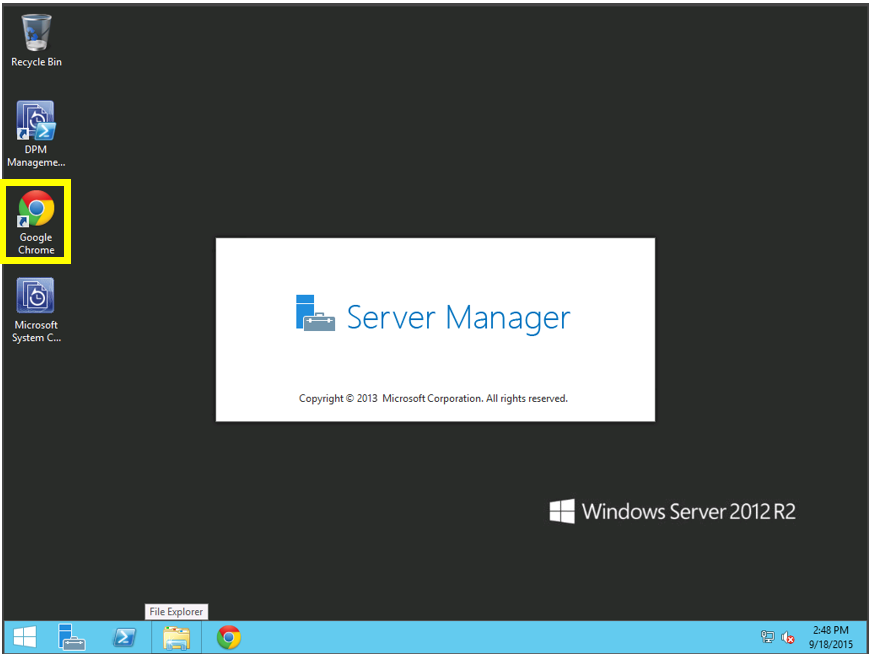 Recycle Bin
DPM
Manageme...
Google
Chrome
Microsoft
System C...
Server Manager
Copyright © 2013 Microsoft Corporation. All rights reserved.
Windows Server 2012 R2
File Explorer
2:48 PM
9/18/2015